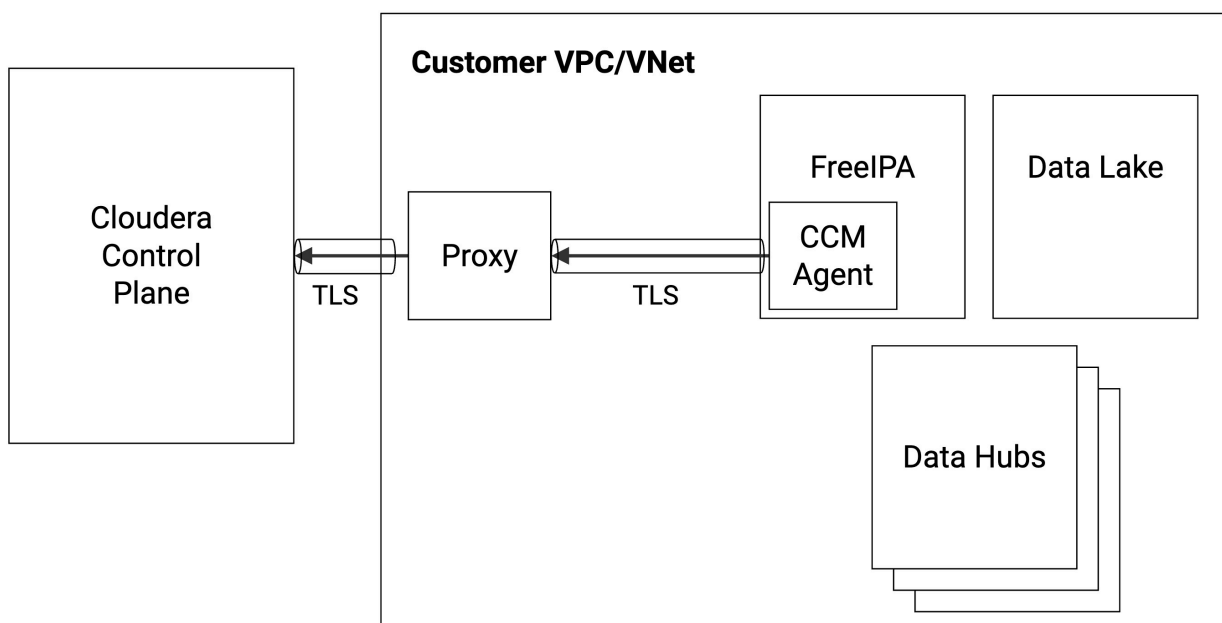 Customer VPC/VNet
Cloudera
Control
Plane
TLS
Proxy
TLS
FreeIPA
CCM
Agent
Data Lake
Data Hubs